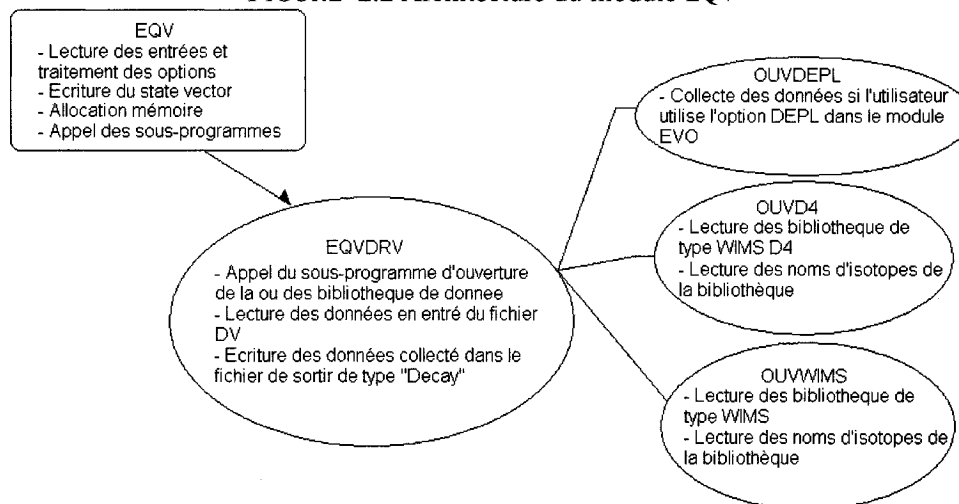 EQV
- Lecture des entrées et
traitement des options
- Ecriture du state vector
- Allocation mémoire
- Appel des sous-programmes
EQVDRV
- Appel du sous-programme d'ouverture
de la ou des bibliotheque de donnee
- Lecture des données en entré du fichier
DV
- Ecriture des données collecté dans le
fichier de sortir de type "Decay"
OUVDEPL
- Collecte des données si l'utilisateur
utilise l'option DEPL dans le module
EVO
OUVD4
- Lecture des bibliotheque de
type WIMS D4
- Lecture des noms d'isotopes de
la bibliothèque
OUVWIMS
- Lecture des bibliotheque de
type WIMS
- Lecture des noms d'isotopes de
la bibliothèque